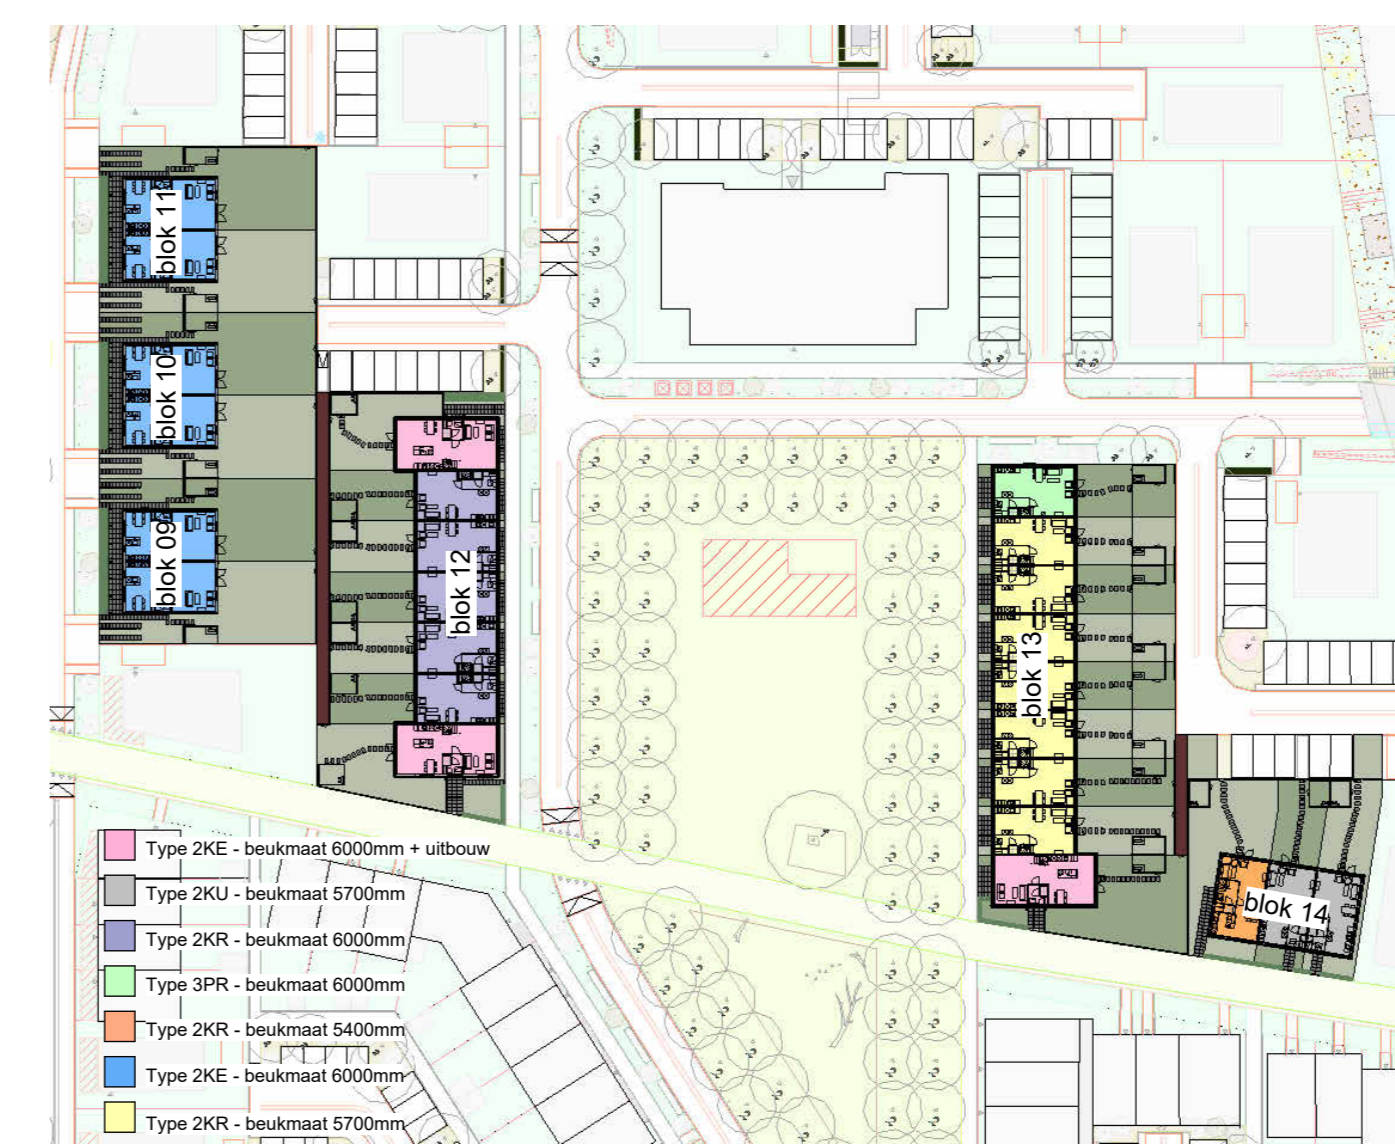 blok 11
blok 10
blok 09
blok 12
blok 13
blok 14
M
Type 2KE - beukmaat 6000mm + uitbouw
Type 2KU - beukmaat 5700mm
Type 2KR - beukmaat 6000mm
Type 3PR - beukmaat 6000mm
Type 2KR - beukmaat 5400mm
Type 2KE - beukmaat 6000mm
Type 2KR - beukmaat 5700mm